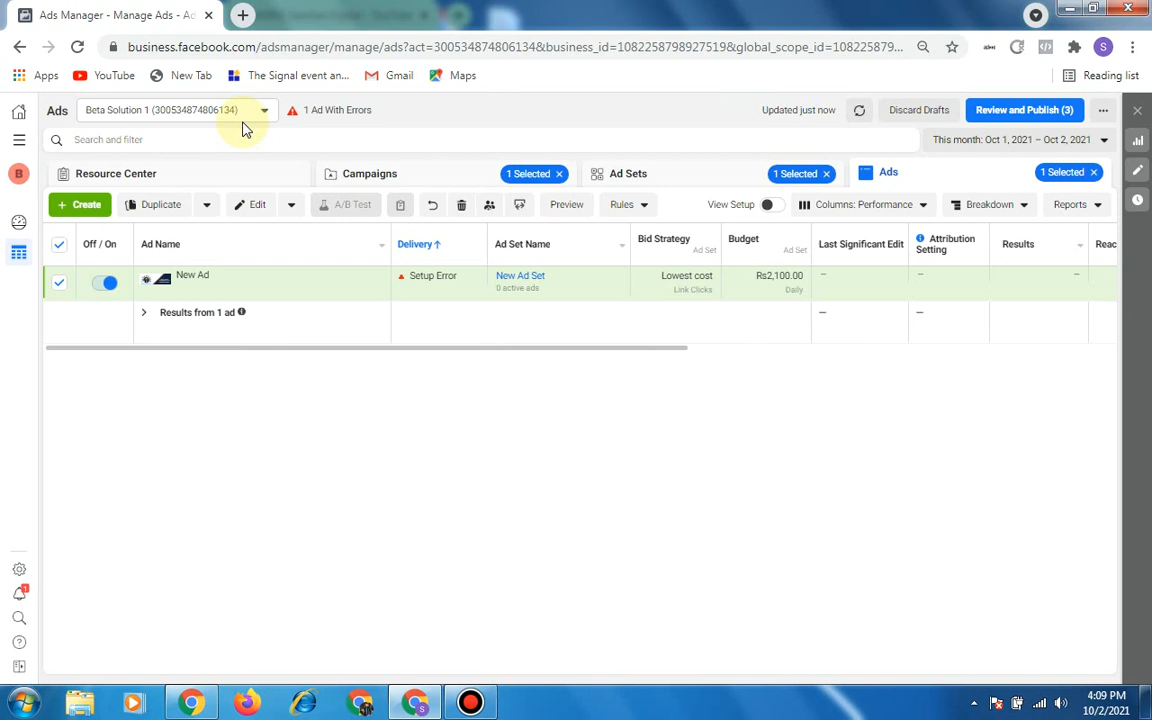 Ads Manager - Manage Ads - Ad
business.facebook.com/adsmanager/manage/ads?act=300534874806134&business_id=1082258798927519&global_scope_id=108225879...
S
Apps YouTube New Tab The Signal event an... Gmail Maps Reading list
Ads Beta Solution 1 (300534874806134) 1 Ad With Errors Updated just now Discard Drafts Review and Publish (3)
Search and filter This month: Oct 1, 2021 – Oct 2, 2021
B
Resource Center Campaigns 1 Selected Ad Sets 1 Selected Ads 1 Selected
+ Create Duplicate Edit A/B Test Preview Rules View Setup Columns: Performance Breakdown Reports
Off / On Ad Name Delivery ↑ Ad Set Name Bid Strategy Budget Last Significant Edit Attribution Setting Results Reac
Ad Set Ad Set
New Ad Setup Error New Ad Set Lowest cost Rs2,100.00 – – –
0 active ads Link Clicks Daily
Results from 1 ad – –
1
4:09 PM
10/2/2021